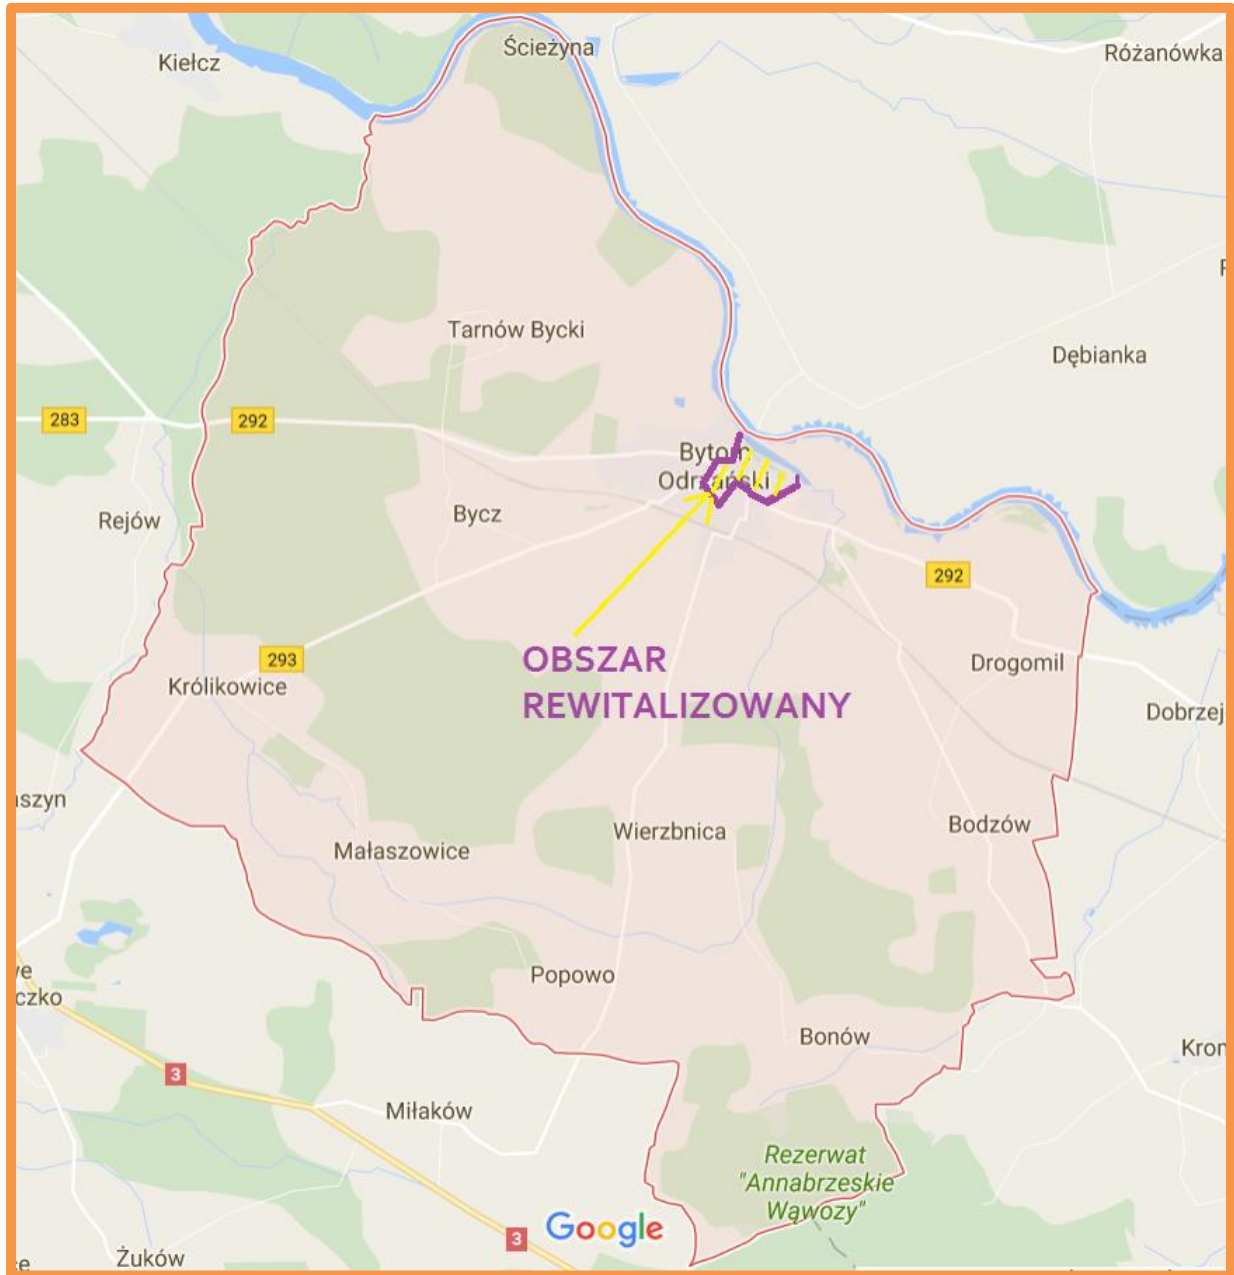 Ścieżyna
Kiełcz
Różanówka
Tarnów Bycki
Dębianka
283
292
Bytom
Odrzański
Rejów
Bycz
292
OBSZAR
REWITALIZOWANY
293
Królikowice
Drogomil
Dobrzej
szyn
Wierzbnica
Bodzów
Małaszowice
Popowo
czko
Bonów
Kron
3
Miłaków
Rezerwat
"Annabrzeskie
Wąwozy"
3
Google
Żuków